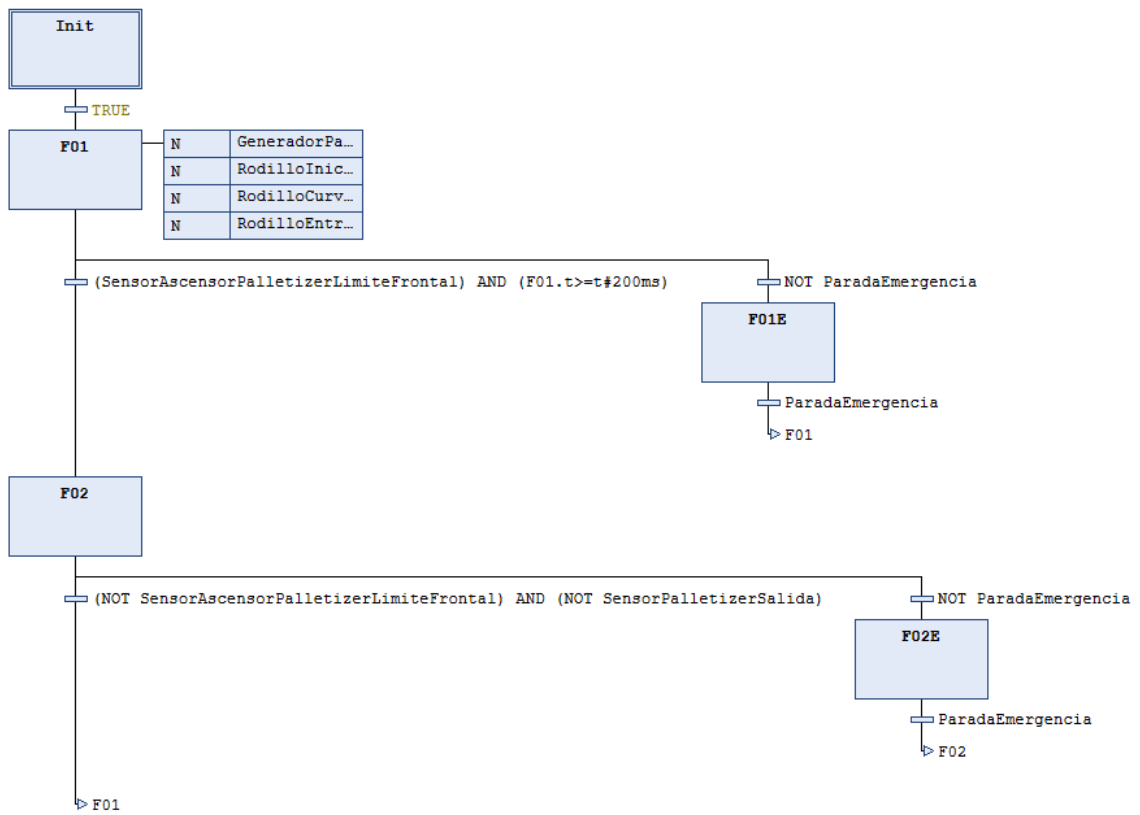 Init
TRUE
F01
N GeneradorPa…
N RodilloInic…
N RodilloCurv…
N RodilloEntr…
(SensorAscensorPalletizerLimiteFrontal) AND (F01.t>=t#200ms)
NOT ParadaEmergencia
F01E
ParadaEmergencia
F01
F02
(NOT SensorAscensorPalletizerLimiteFrontal) AND (NOT SensorPalletizerSalida)
NOT ParadaEmergencia
F02E
ParadaEmergencia
F02
F01